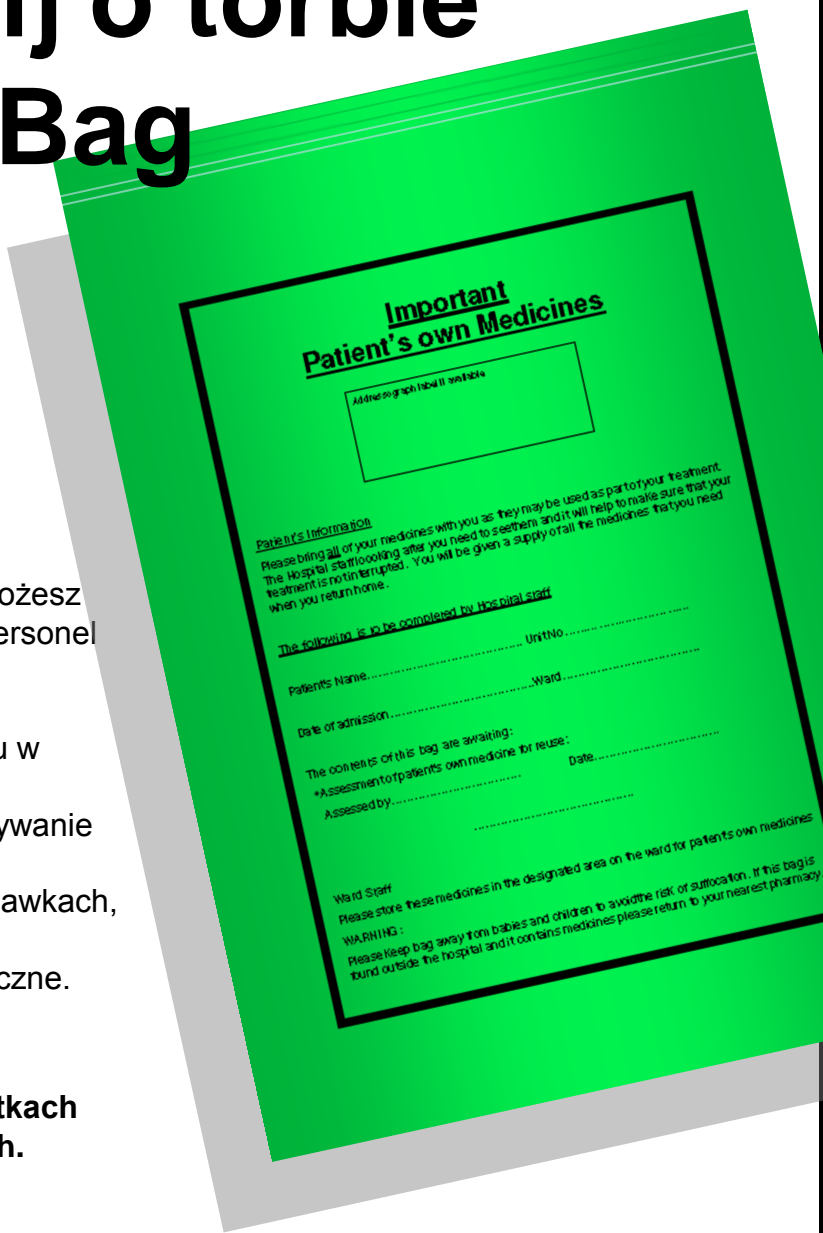 ij o torbie
Bag
Important
Patient's own Medicines
Addressograph label if available
Patient's Information
Please bring all of your medicines with you as they may be used as part of your treatment.
The Hospital staff loooking after you need to see them and it will help to make sure that your
treatment is not interrupted. You will be given a supply of all the medicines that you need
when you return home.
The following is to be completed by Hospital staff
Patient's Name.................................... Unit No...............................
Date of admission...................................Ward.................................
The contents of this bag are awaiting:
*Assessment of patient's own medicine for reuse:
Assessed by................................ Date...............................
.......................................
Ward Staff
Please store these medicines in the designated area on the ward for patient's own medicines
WARNING:
Please Keep bag away from babies and children to avoid the risk of suffocation. If this bag is
found outside the hospital and it contains medicines please return to your nearest pharmacy.
ożesz
ersonel
u w
ywanie
awkach,
czne.
tkach
h.